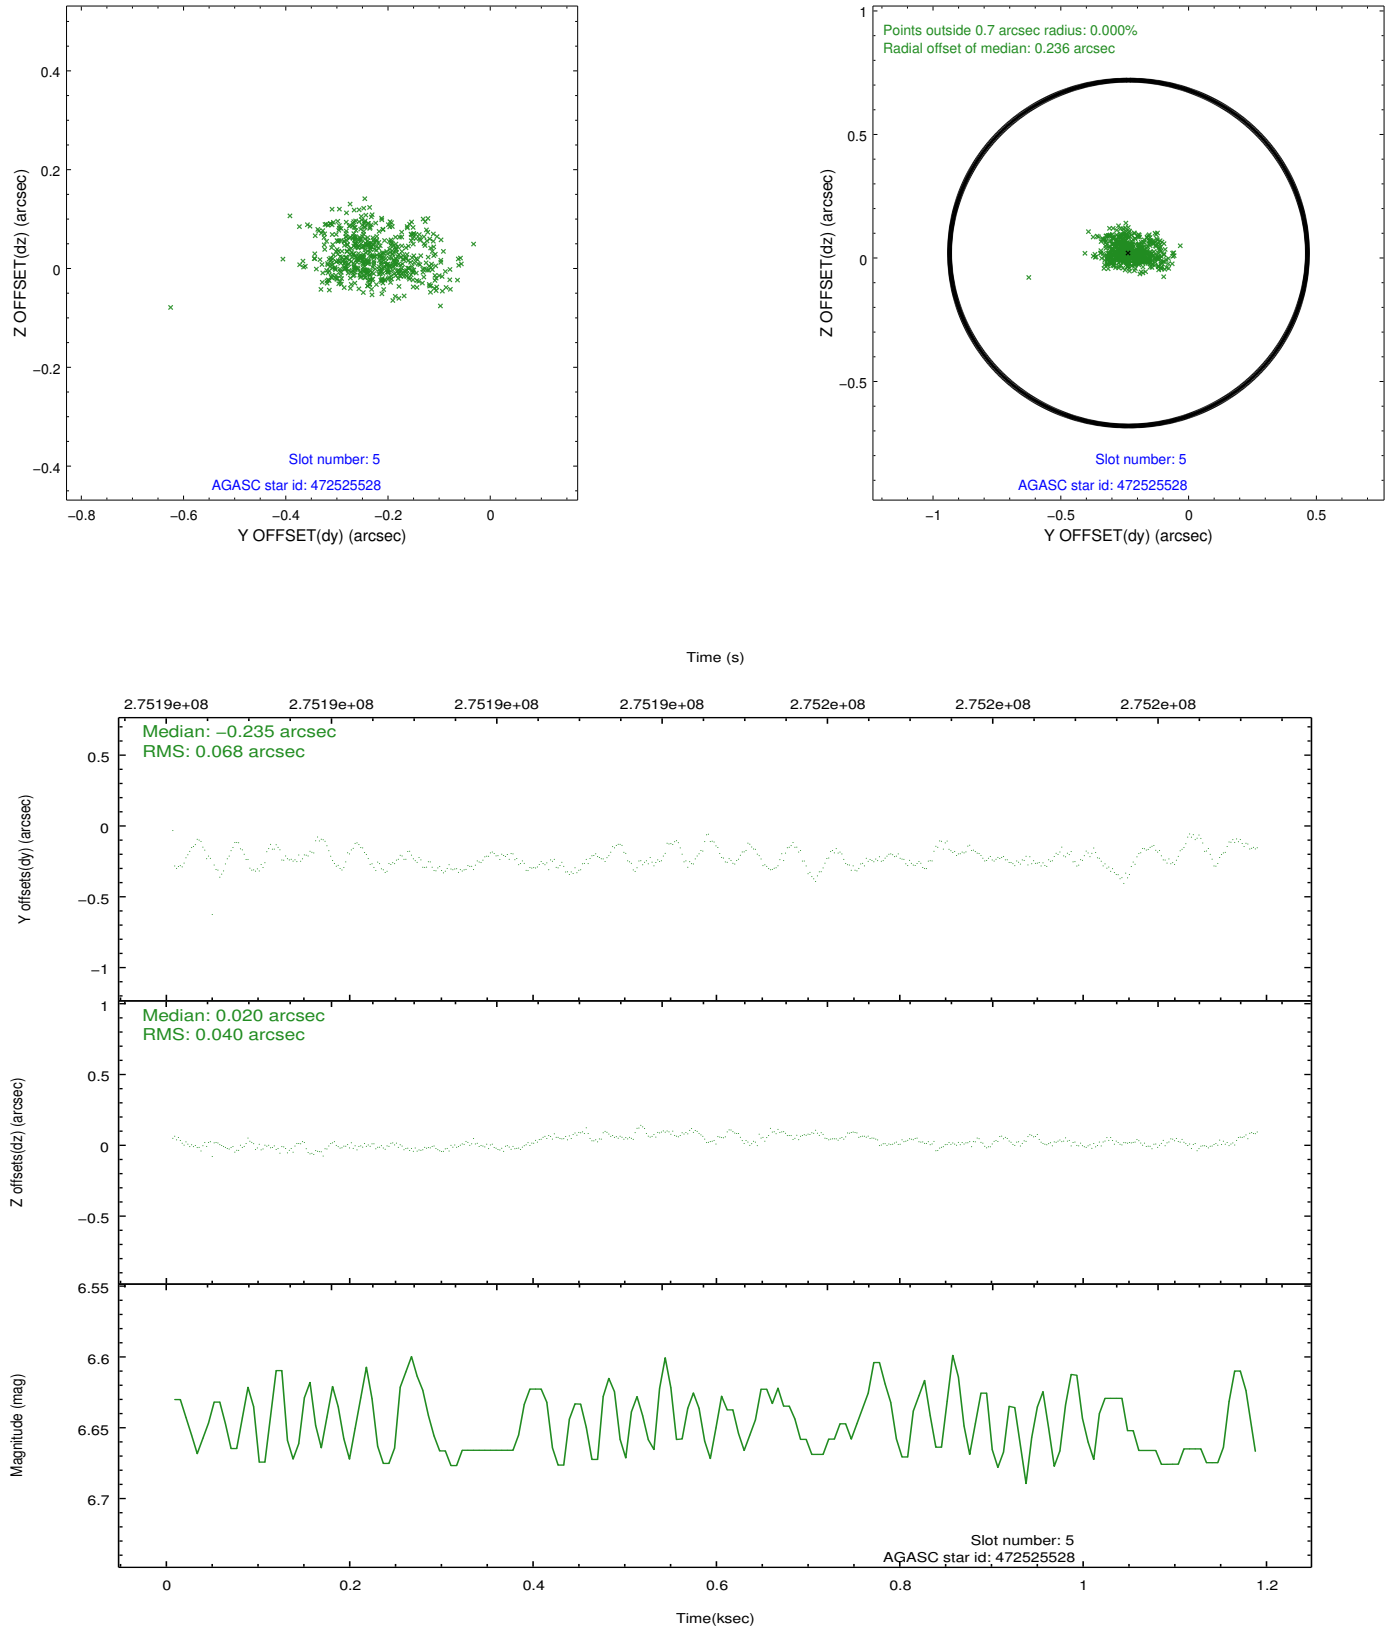 0.4
0.2
0
−0.2
−0.4
Z OFFSET(dz) (arcsec)
Slot number: 5
AGASC star id: 472525528
−0.8 −0.6 −0.4 −0.2 0
Y OFFSET(dy) (arcsec)
Points outside 0.7 arcsec radius: 0.000%
Radial offset of median: 0.236 arcsec
1
0.5
0
−0.5
Z OFFSET(dz) (arcsec)
Slot number: 5
AGASC star id: 472525528
−1 −0.5 0 0.5
Y OFFSET(dy) (arcsec)
Time (s)
2.7519e+08 2.7519e+08 2.7519e+08 2.7519e+08 2.752e+08 2.752e+08 2.752e+08
Median: −0.235 arcsec
RMS: 0.068 arcsec
0.5
0
−0.5
−1
Y offsets(dy) (arcsec)
Median: 0.020 arcsec
RMS: 0.040 arcsec
1
0.5
0
−0.5
Z offsets(dz) (arcsec)
6.55
6.6
6.65
6.7
Magnitude (mag)
Slot number: 5
AGASC star id: 472525528
0 0.2 0.4 0.6 0.8 1 1.2
Time(ksec)